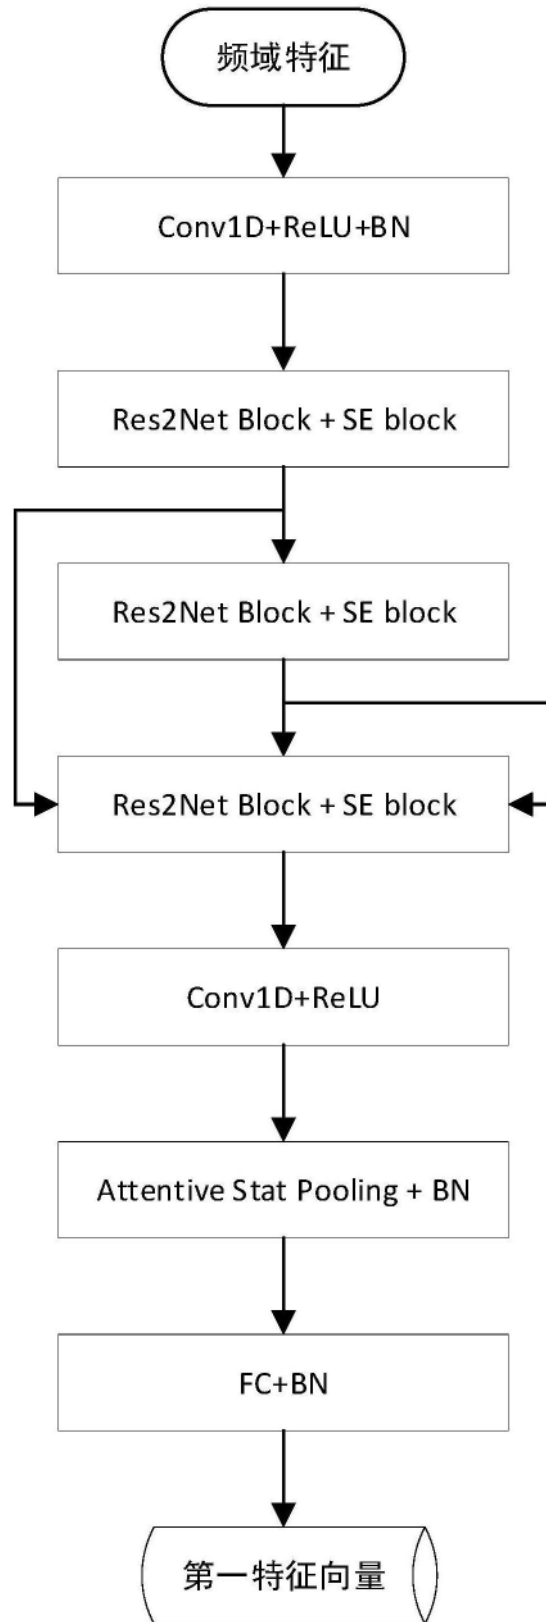 频域特征
Conv1D+ReLU+BN
Res2Net Block + SE block
Res2Net Block + SE block
Res2Net Block + SE block
Conv1D+ReLU
Attentive Stat Pooling + BN
FC+BN
第一特征向量